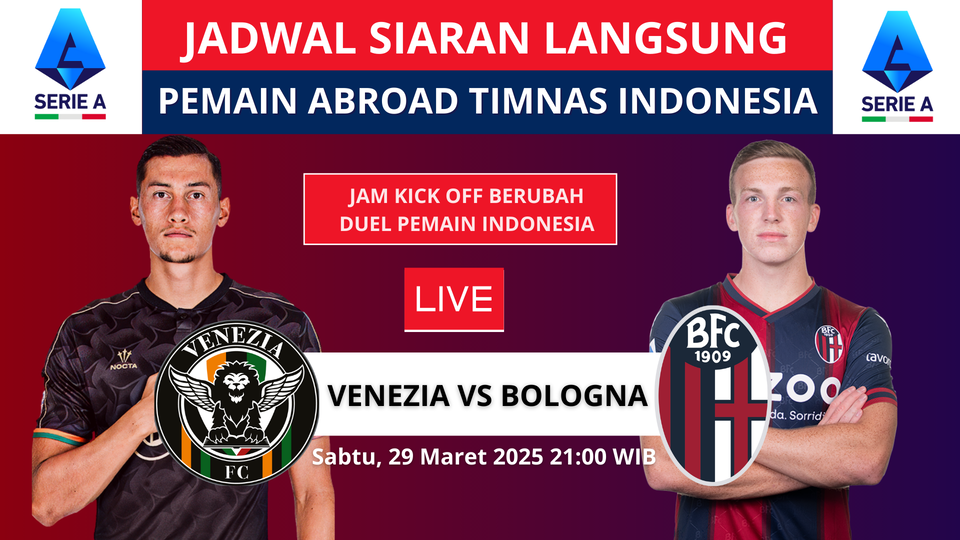 JADWAL SIARAN LANGSUNG
PEMAIN ABROAD TIMNAS INDONESIA
SERIE A
SERIE A
JAM KICK OFF BERUBAH
DUEL PEMAIN INDONESIA
LIVE
NOCTA
VENEZIA
FC
VENEZIA VS BOLOGNA
BFC
1909
Sabtu, 29 Maret 2025 21:00 WIB